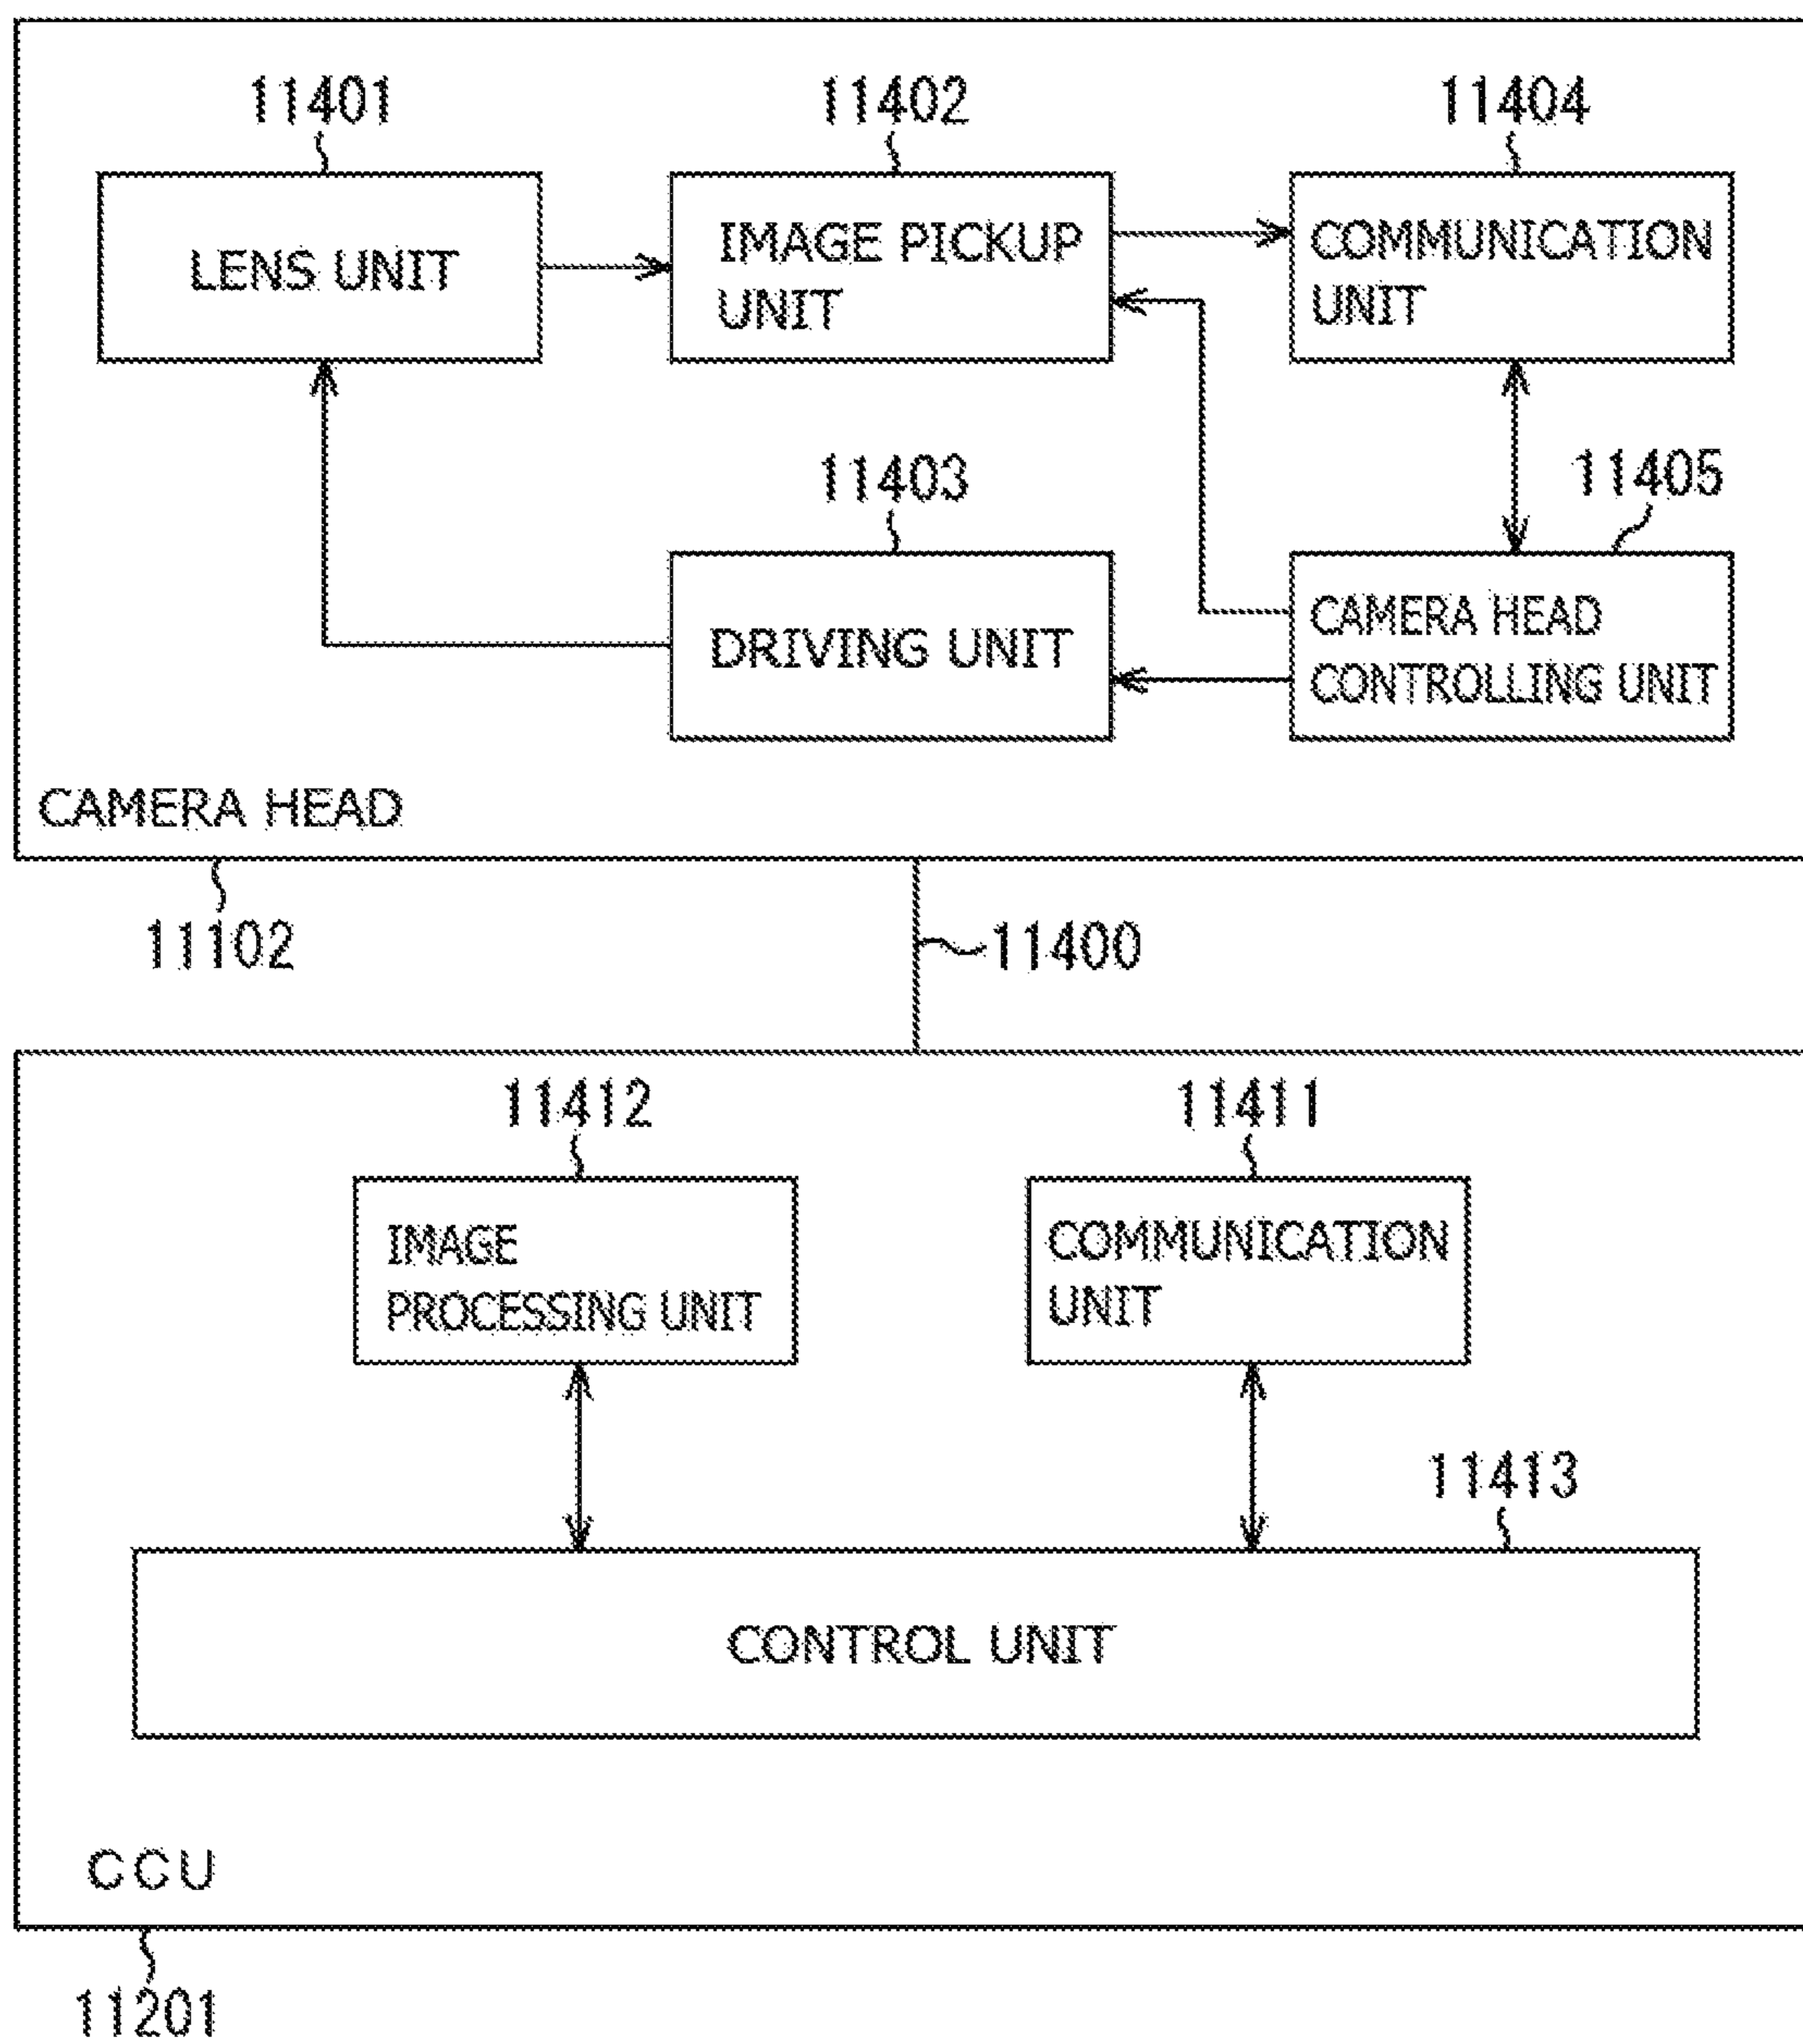 11401
11402
11404
LENS UNIT
IMAGE PICKUP
UNIT
COMMUNICATION
UNIT
11403
11405
DRIVING UNIT
CAMERA HEAD
CONTROLLING UNIT
CAMERA HEAD
11102
11400
11412
11411
IMAGE
PROCESSING UNIT
COMMUNICATION
UNIT
11413
CONTROL UNIT
CCU
11201